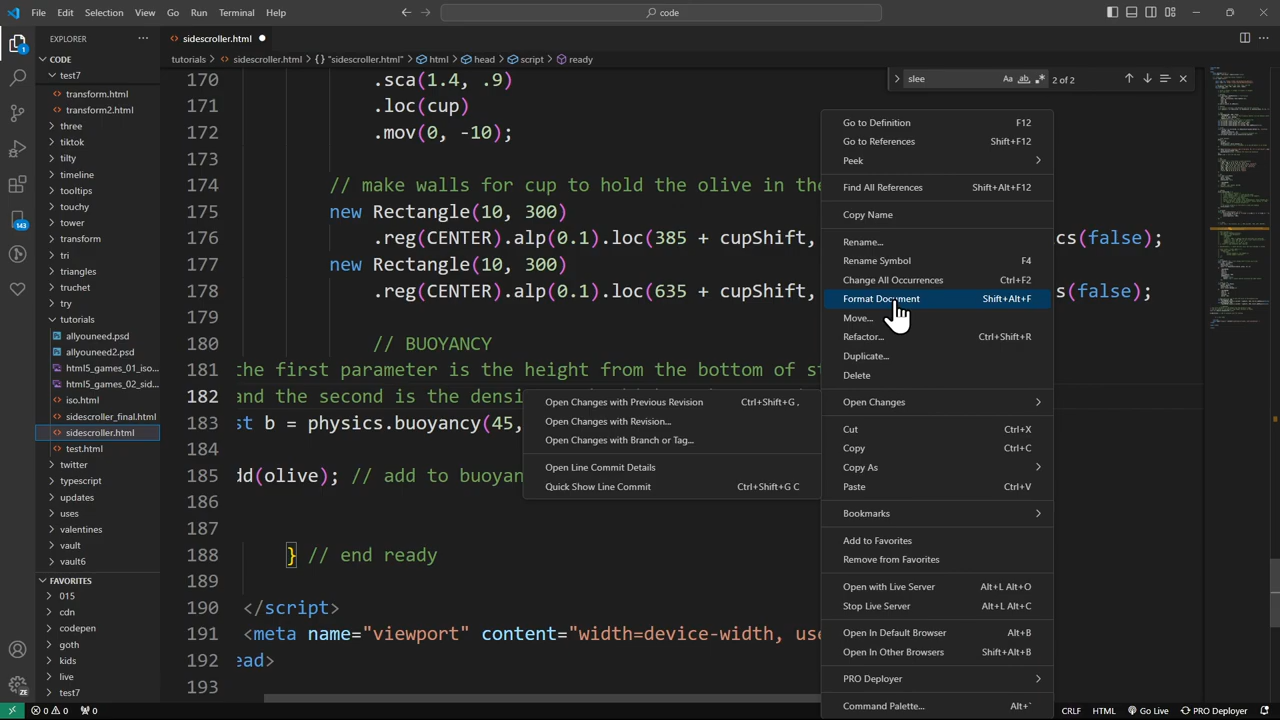 File Edit Selection View Go Run Terminal Help
code
EXPLORER
sidescroller.html
CODE
test7
transform.html
transform2.html
three
tiktok
tilty
timeline
tooltips
touchy
tower
transform
tri
triangles
truchet
try
tutorials
allyouneed.psd
allyouneed2.psd
html5_games_01_iso...
html5_games_02_sid...
iso.html
sidescroller_final.html
sidescroller.html
test.html
twitter
typescript
updates
uses
valentines
vault
vault6
FAVORITES
015
cdn
codepen
goth
kids
leo
test7
1
143
ZE
tutorials > sidescroller.html > {} "sidescroller.html" > html > head > script > ready
slee
2 of 2
170 .sca(1.4, .9)
171 .loc(cup)
172 .mov(0, -10);
173
174 // make walls for cup to hold the olive in the
175 new Rectangle(10, 300)
176 .reg(CENTER).alp(0.1).loc(385 + cupShift, cs(false);
177 new Rectangle(10, 300)
178 .reg(CENTER).alp(0.1).loc(635 + cupShift, s(false);
179
180 // BUOYANCY
181 the first parameter is the height from the bottom of st
182 and the second is the densi
183 st b = physics.buoyancy(45,
184
185 dd(olive); // add to buoyan
186
187
188 } // end ready
189
190 </script>
191 <meta name="viewport" content="width=device-width, use
192 ead>
193
Go to Definition F12
Go to References Shift+F12
Peek
Find All References Shift+Alt+F12
Copy Name
Rename...
Rename Symbol F4
Change All Occurrences Ctrl+F2
Format Document Shift+Alt+F
Move...
Refactor... Ctrl+Shift+R
Duplicate...
Delete
Open Changes
Cut Ctrl+X
Copy Ctrl+C
Copy As
Paste Ctrl+V
Bookmarks
Add to Favorites
Remove from Favorites
Open with Live Server Alt+L Alt+O
Stop Live Server Alt+L Alt+C
Open In Default Browser Alt+B
Open In Other Browsers Shift+Alt+B
PRO Deployer
Command Palette... Alt+`
Open Changes with Previous Revision Ctrl+Shift+G ,
Open Changes with Revision...
Open Changes with Branch or Tag...
Open Line Commit Details
Quick Show Line Commit Ctrl+Shift+G C
0 0 0 CRLF HTML Go Live PRO Deployer